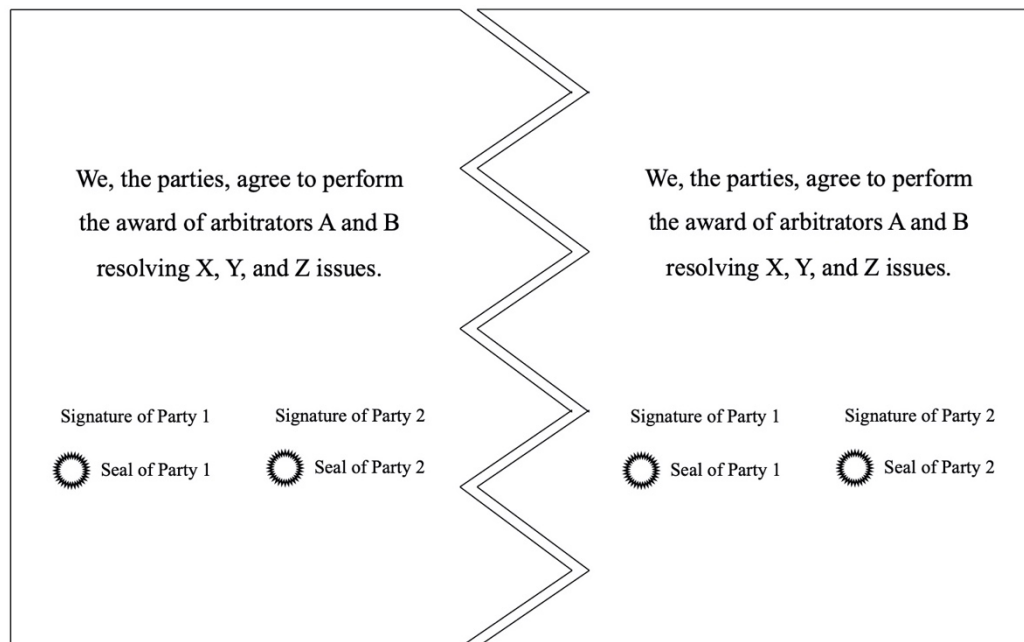 We, the parties, agree to perform
the award of arbitrators A and B
resolving X, Y, and Z issues.
Signature of Party 1
Signature of Party 2
Seal of Party 1
Seal of Party 2
We, the parties, agree to perform
the award of arbitrators A and B
resolving X, Y, and Z issues.
Signature of Party 1
Signature of Party 2
Seal of Party 1
Seal of Party 2